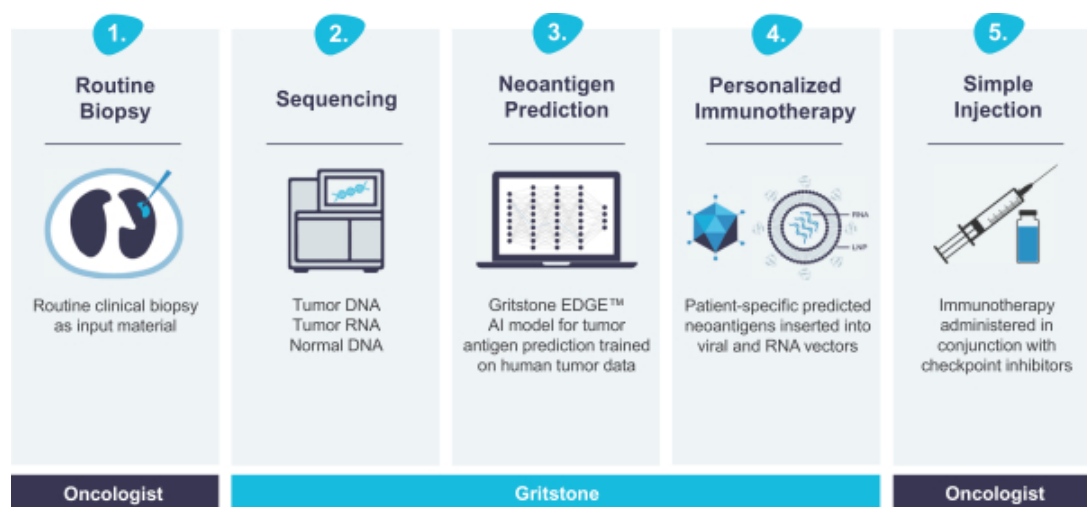 1.
Routine
Biopsy
Routine clinical biopsy
as input material
2.
Sequencing
Tumor DNA
Tumor RNA
Normal DNA
3.
Neoantigen
Prediction
Gritstone EDGE™
AI model for tumor
antigen prediction trained
on human tumor data
4.
Personalized
Immunotherapy
RNA
LNP
Patient-specific predicted
neoantigens inserted into
viral and RNA vectors
5.
Simple
Injection
Immunotherapy
administered in
conjunction with
checkpoint inhibitors
Oncologist
Gritstone
Oncologist